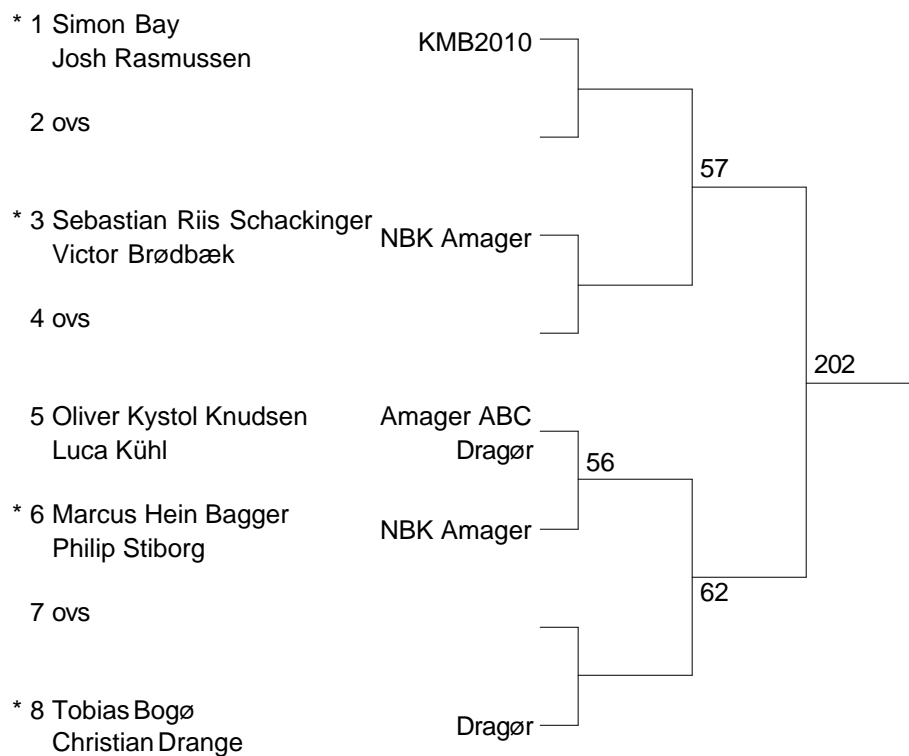 * 1 Simon Bay KMB2010
Josh Rasmussen
2 ovs
57
* 3 Sebastian Riis Schackinger NBK Amager
Victor Brødbæk
4 ovs
202
5 Oliver Kystol Knudsen Amager ABC
Luca Kühl Dragør
56
* 6 Marcus Hein Bagger NBK Amager
Philip Stiborg
62
7 ovs
* 8 Tobias Bogø Dragør
Christian Drange